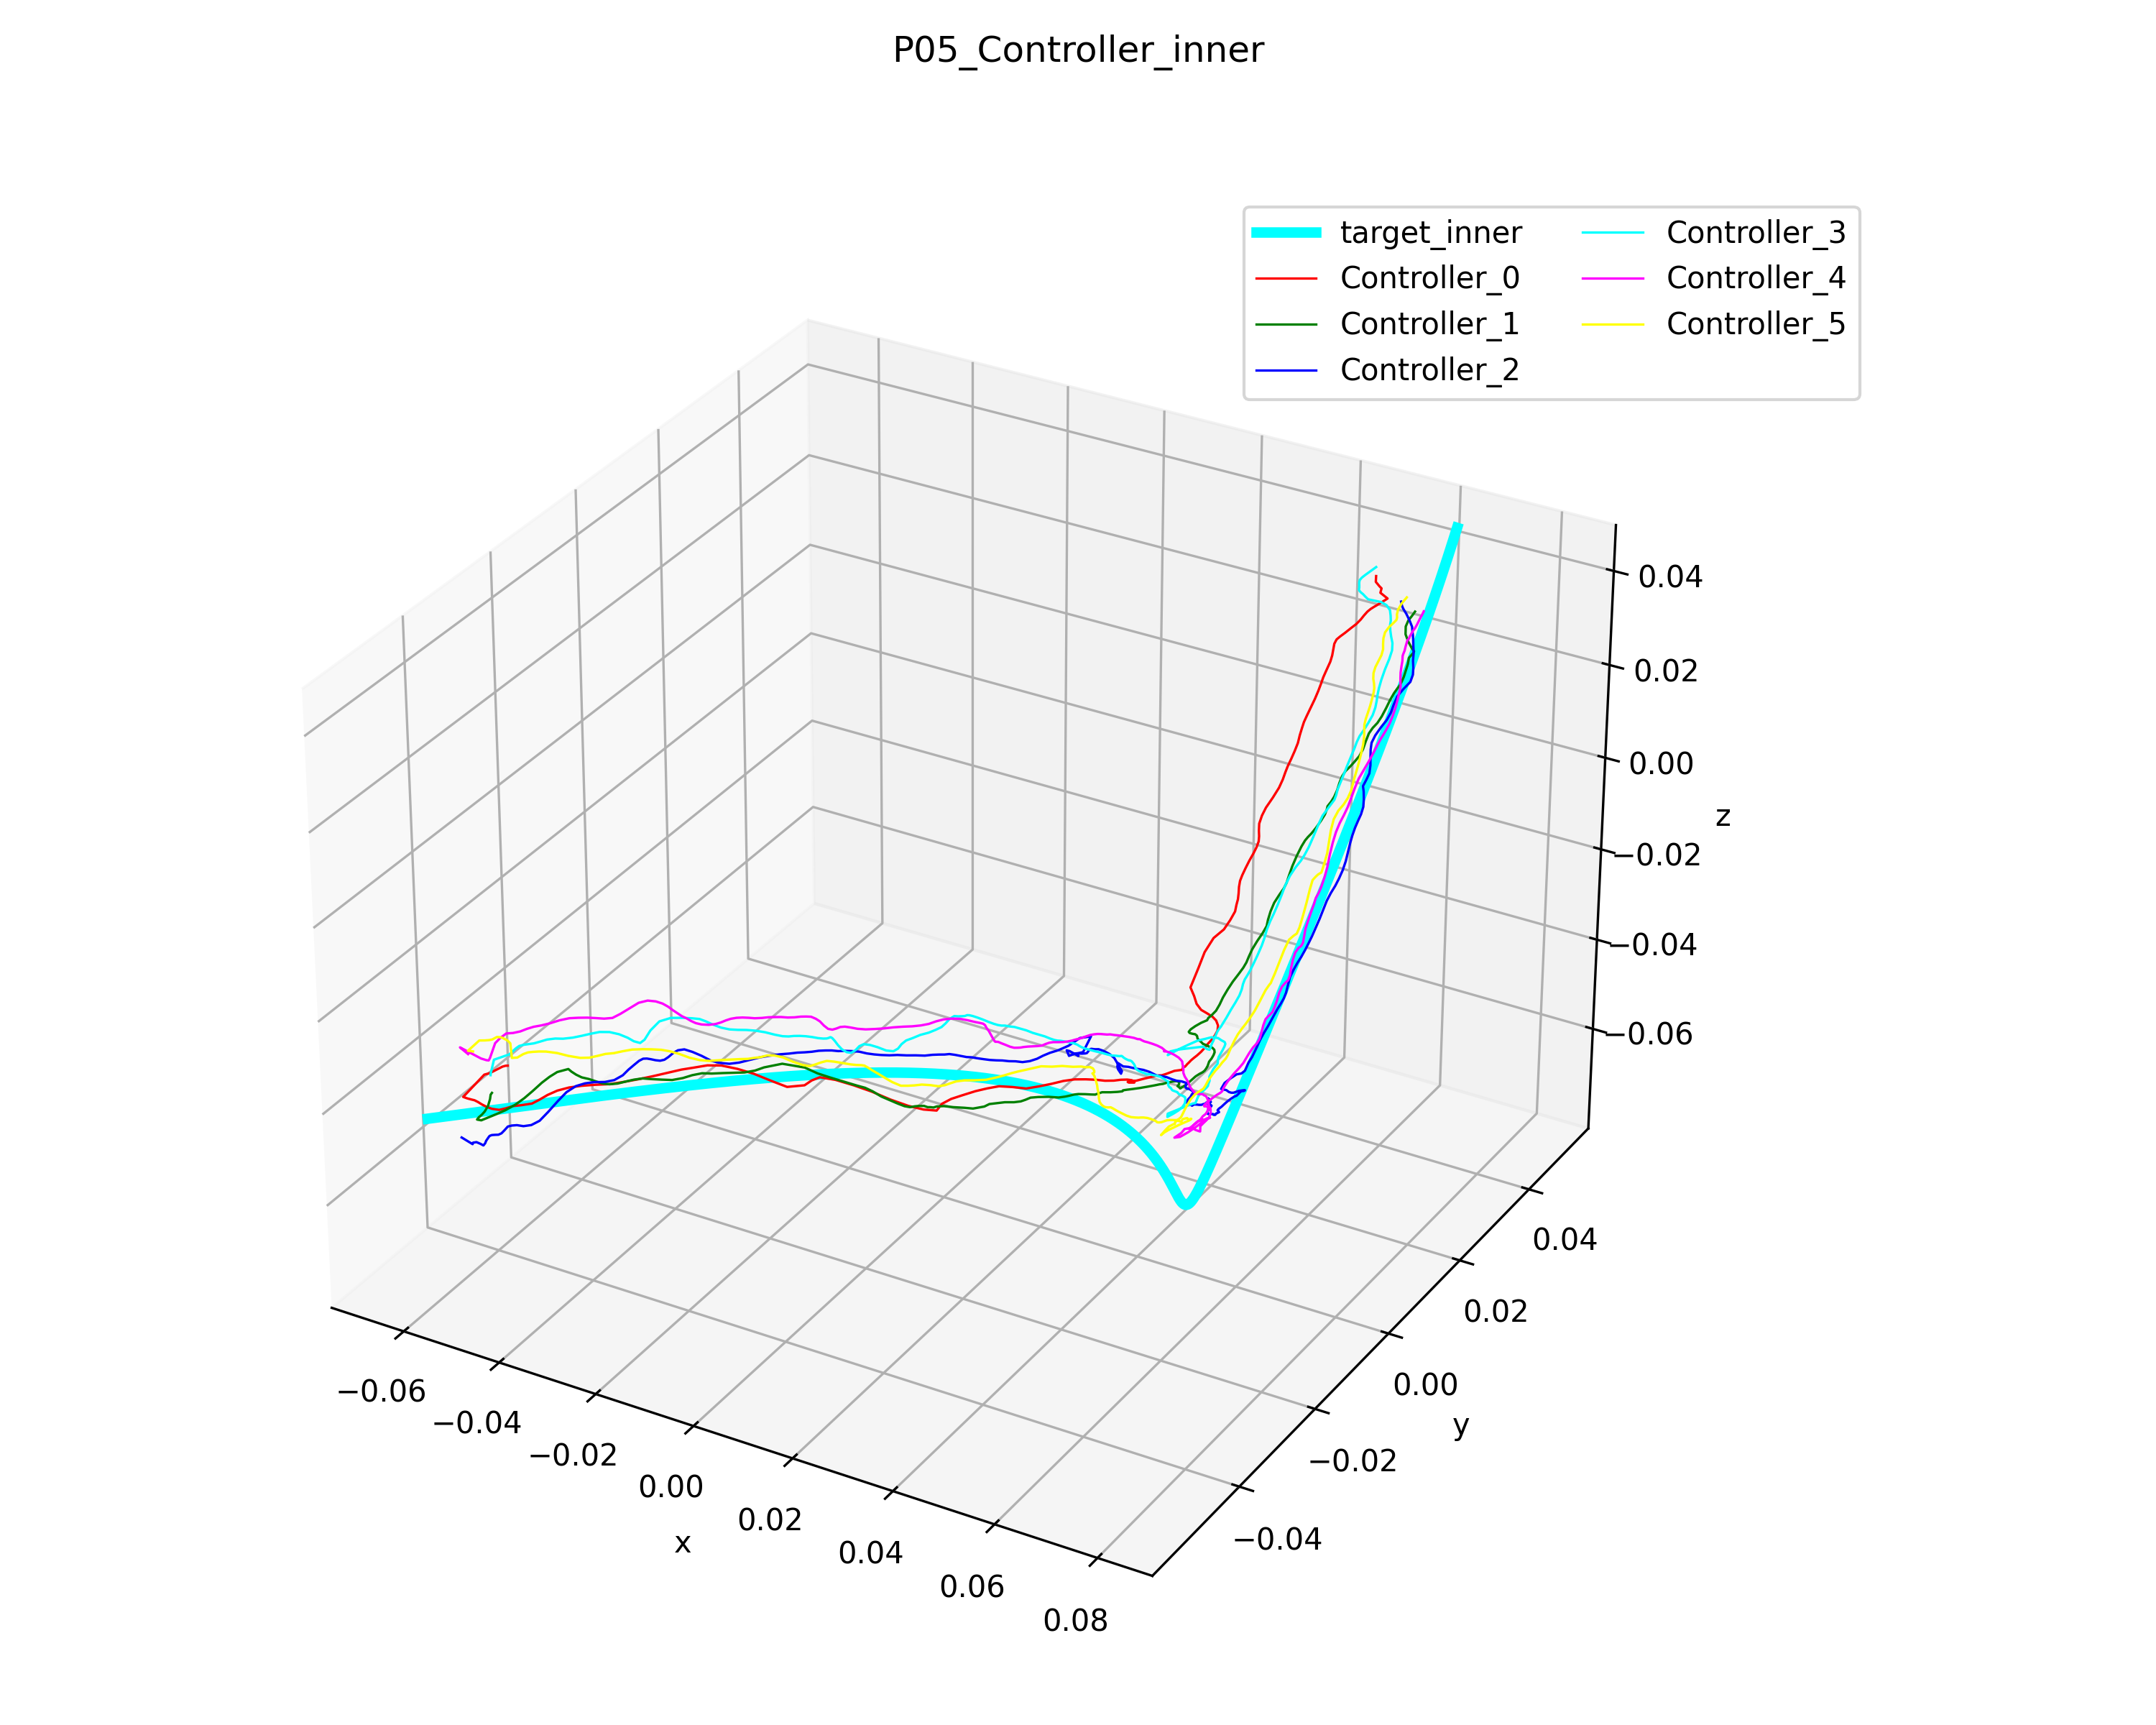 P05_Controller_inner
target_inner
Controller_0
Controller_1
Controller_2
Controller_3
Controller_4
Controller_5
0.04
0.02
0.00
−0.02
−0.04
−0.06
z
0.04
0.02
0.00
−0.02
−0.04
y
−0.06
−0.04
−0.02
0.00
0.02
0.04
0.06
0.08
x